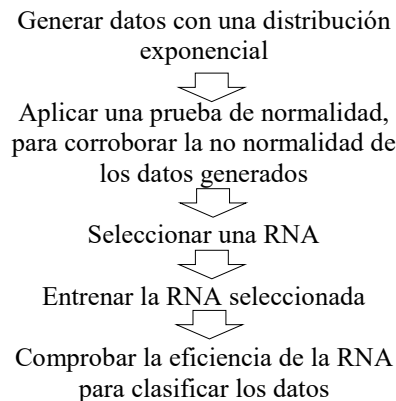 Generar datos con una distribución
exponencial
Aplicar una prueba de normalidad,
para corroborar la no normalidad de
los datos generados
Seleccionar una RNA
Entrenar la RNA seleccionada
Comprobar la eficiencia de la RNA
para clasificar los datos